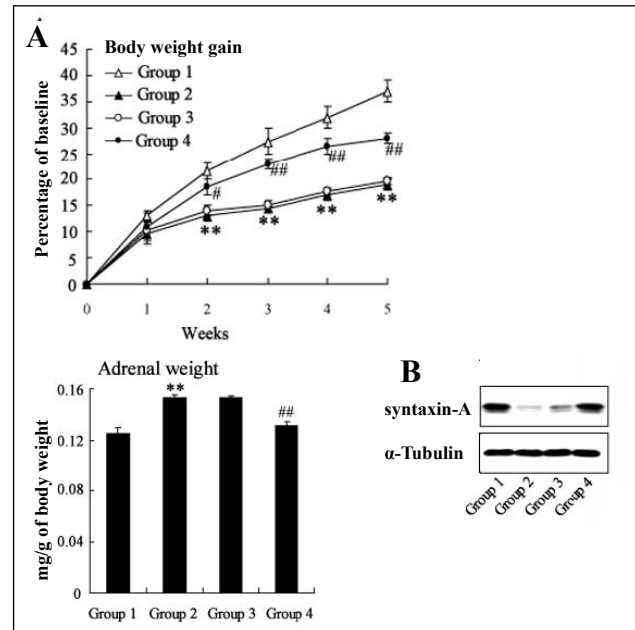 A
Body weight gain
Group 1
Group 2
Group 3
Group 4
Percentage of baseline
45
40
35
30
25
20
15
10
5
0
# ## ## ##
** ** ** **
0 1 2 3 4 5
Weeks
Adrenal weight
mg/g of body weight
0.16
0.12
0.08
0.04
0
** ##
Group 1 Group 2 Group 3 Group 4
B
syntaxin-A
α-Tubulin
Group 1 Group 2 Group 3 Group 4